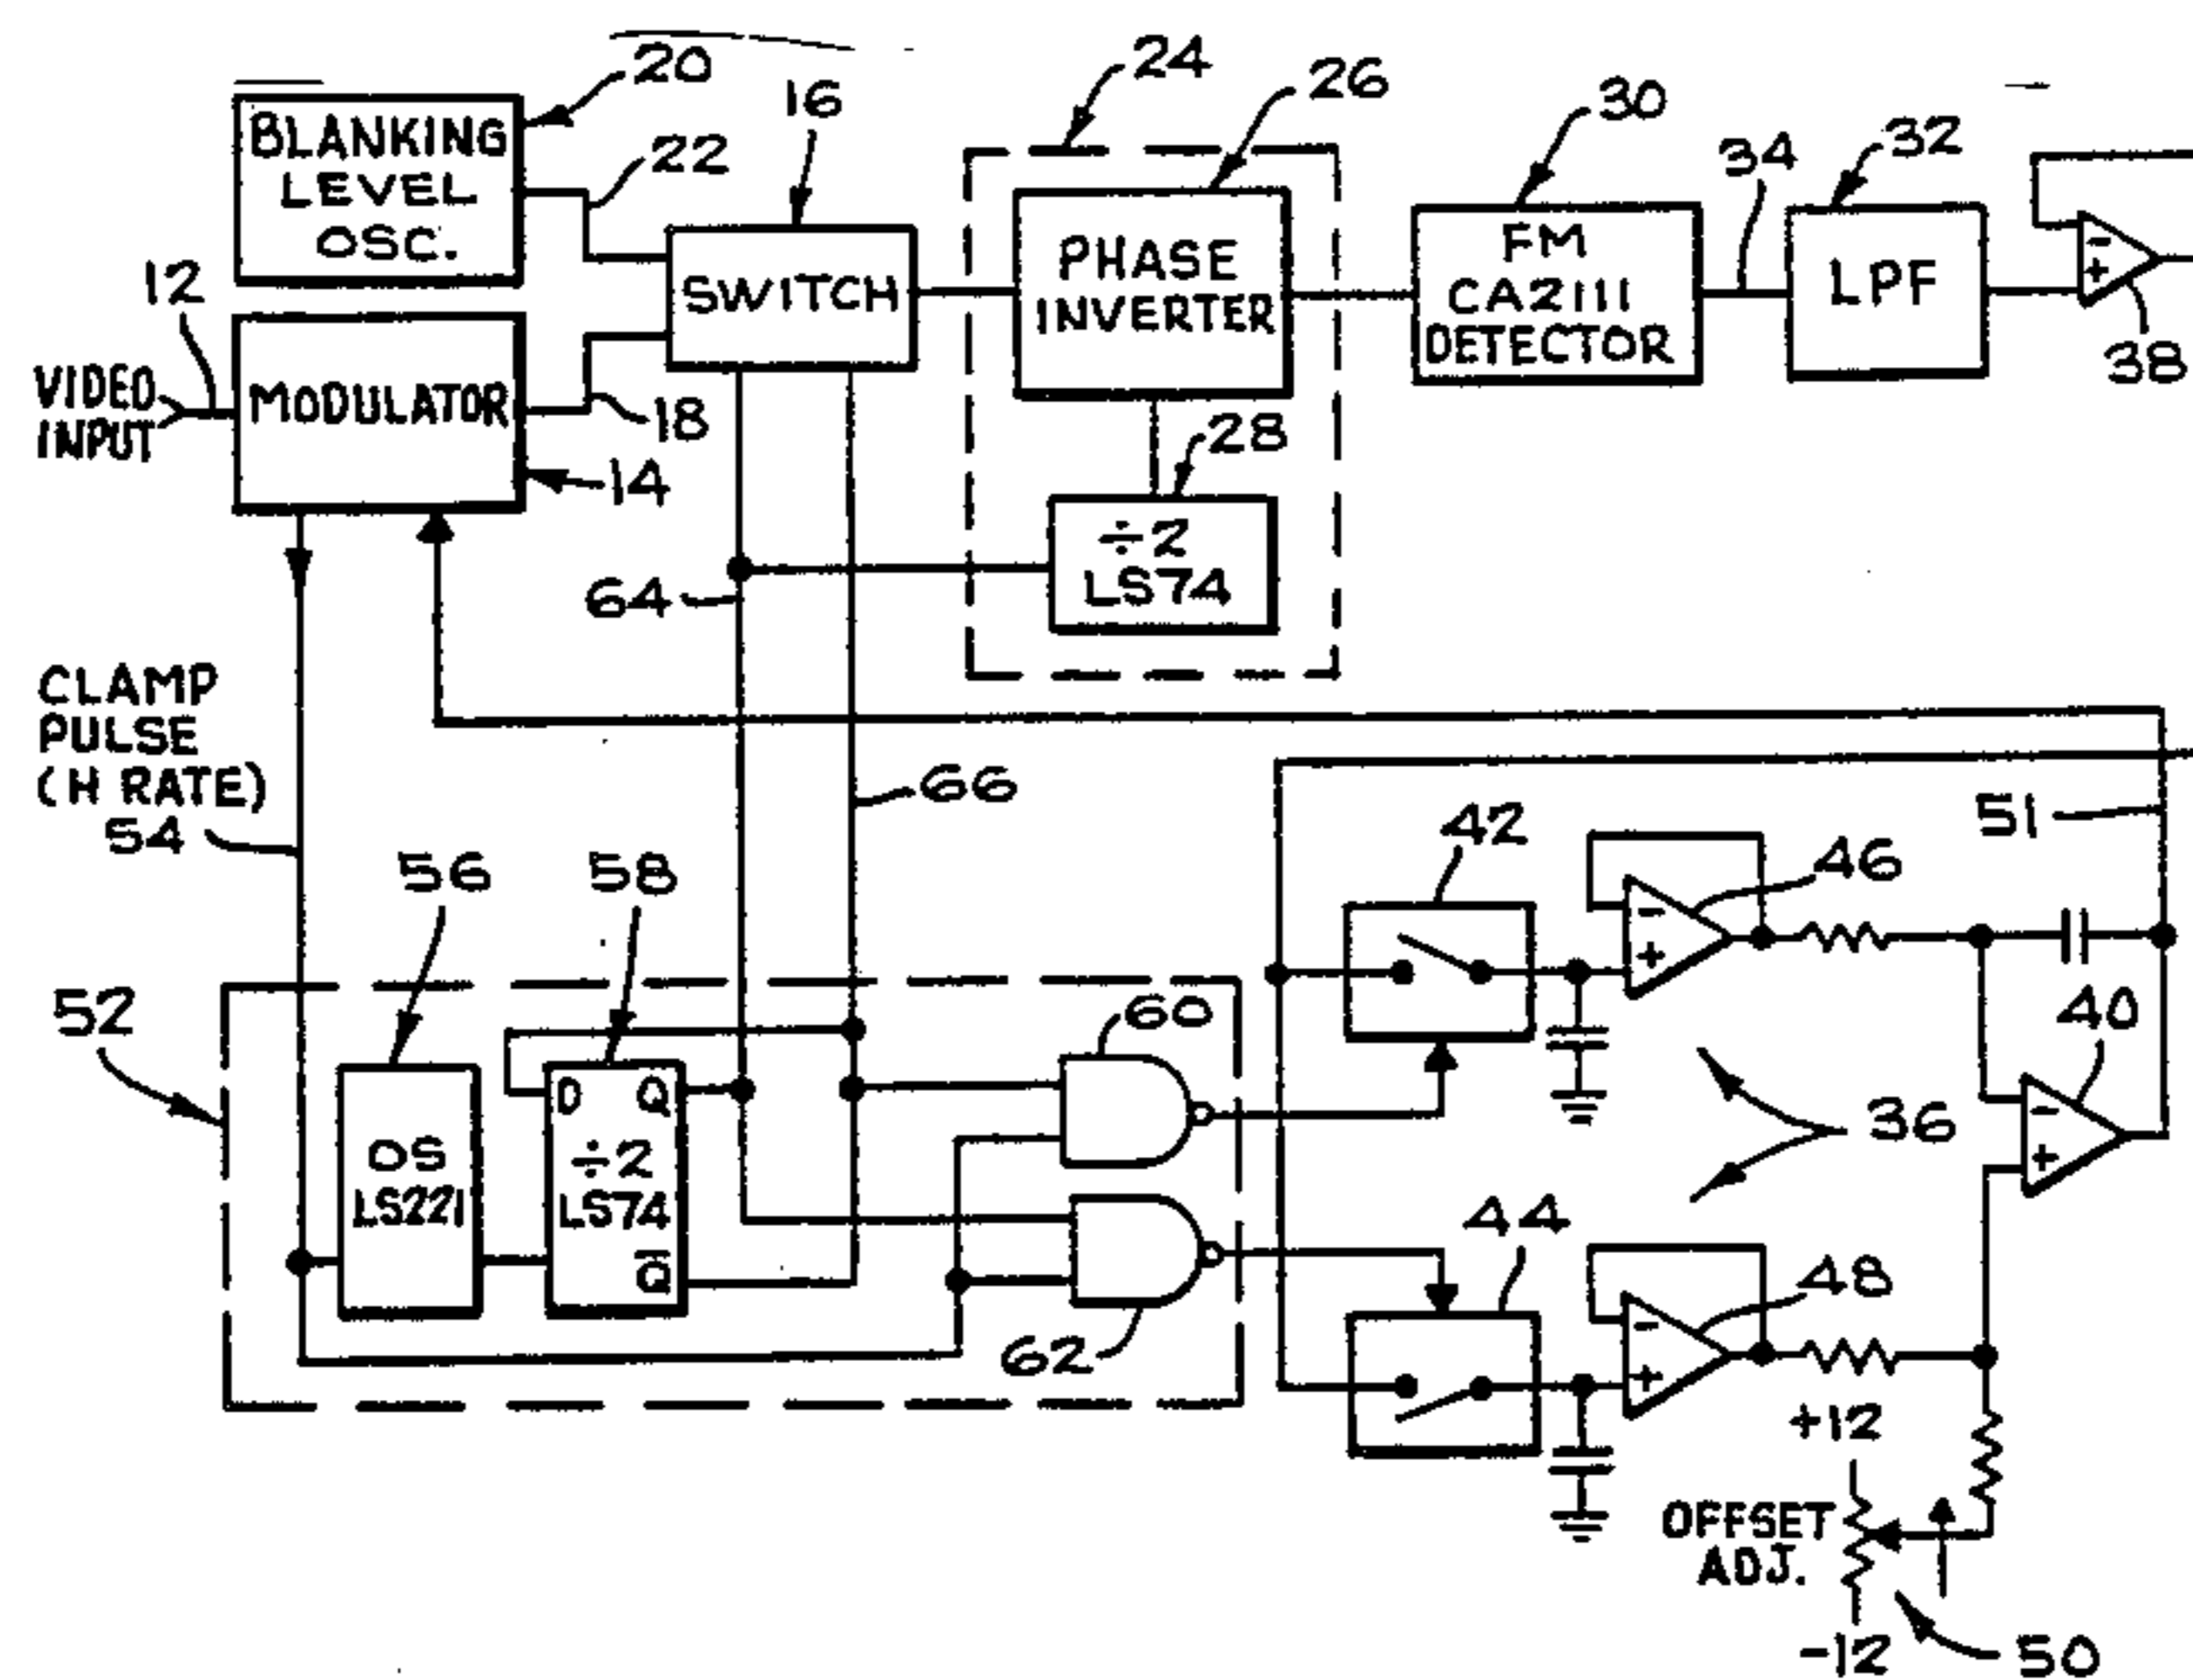 20
24
16
26
30
34
32
BLANKING
LEVEL
OSC.
22
12
SWITCH
PHASE
INVERTER
FM
CA2111
DETECTOR
LPF
-
+
38
VIDEO
INPUT
MODULATOR
18
14
28
÷2
LS74
64
CLAMP
PULSE
(H RATE)
54
66
51
56
58
42
46
-
+
52
60
40
D
Q
OS
LS221
÷2
LS74
Q̅
36
-
+
44
62
48
-
+
+12
OFFSET
ADJ.
-12
50